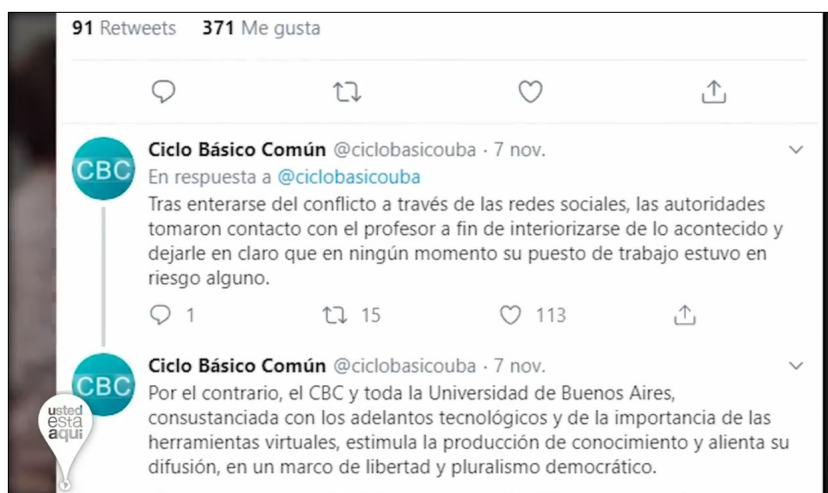 91 Retweets 371 Me gusta
CBC
Ciclo Básico Común @ciclobasicouba · 7 nov.
En respuesta a @ciclobasicouba
Tras enterarse del conflicto a través de las redes sociales, las autoridades
tomaron contacto con el profesor a fin de interiorizarse de lo acontecido y
dejarle en claro que en ningún momento su puesto de trabajo estuvo en
riesgo alguno.
1 15 113
CBC
Ciclo Básico Común @ciclobasicouba · 7 nov.
Por el contrario, el CBC y toda la Universidad de Buenos Aires,
consustanciada con los adelantos tecnológicos y de la importancia de las
herramientas virtuales, estimula la producción de conocimiento y alienta su
difusión, en un marco de libertad y pluralismo democrático.
usted
esta
aqui